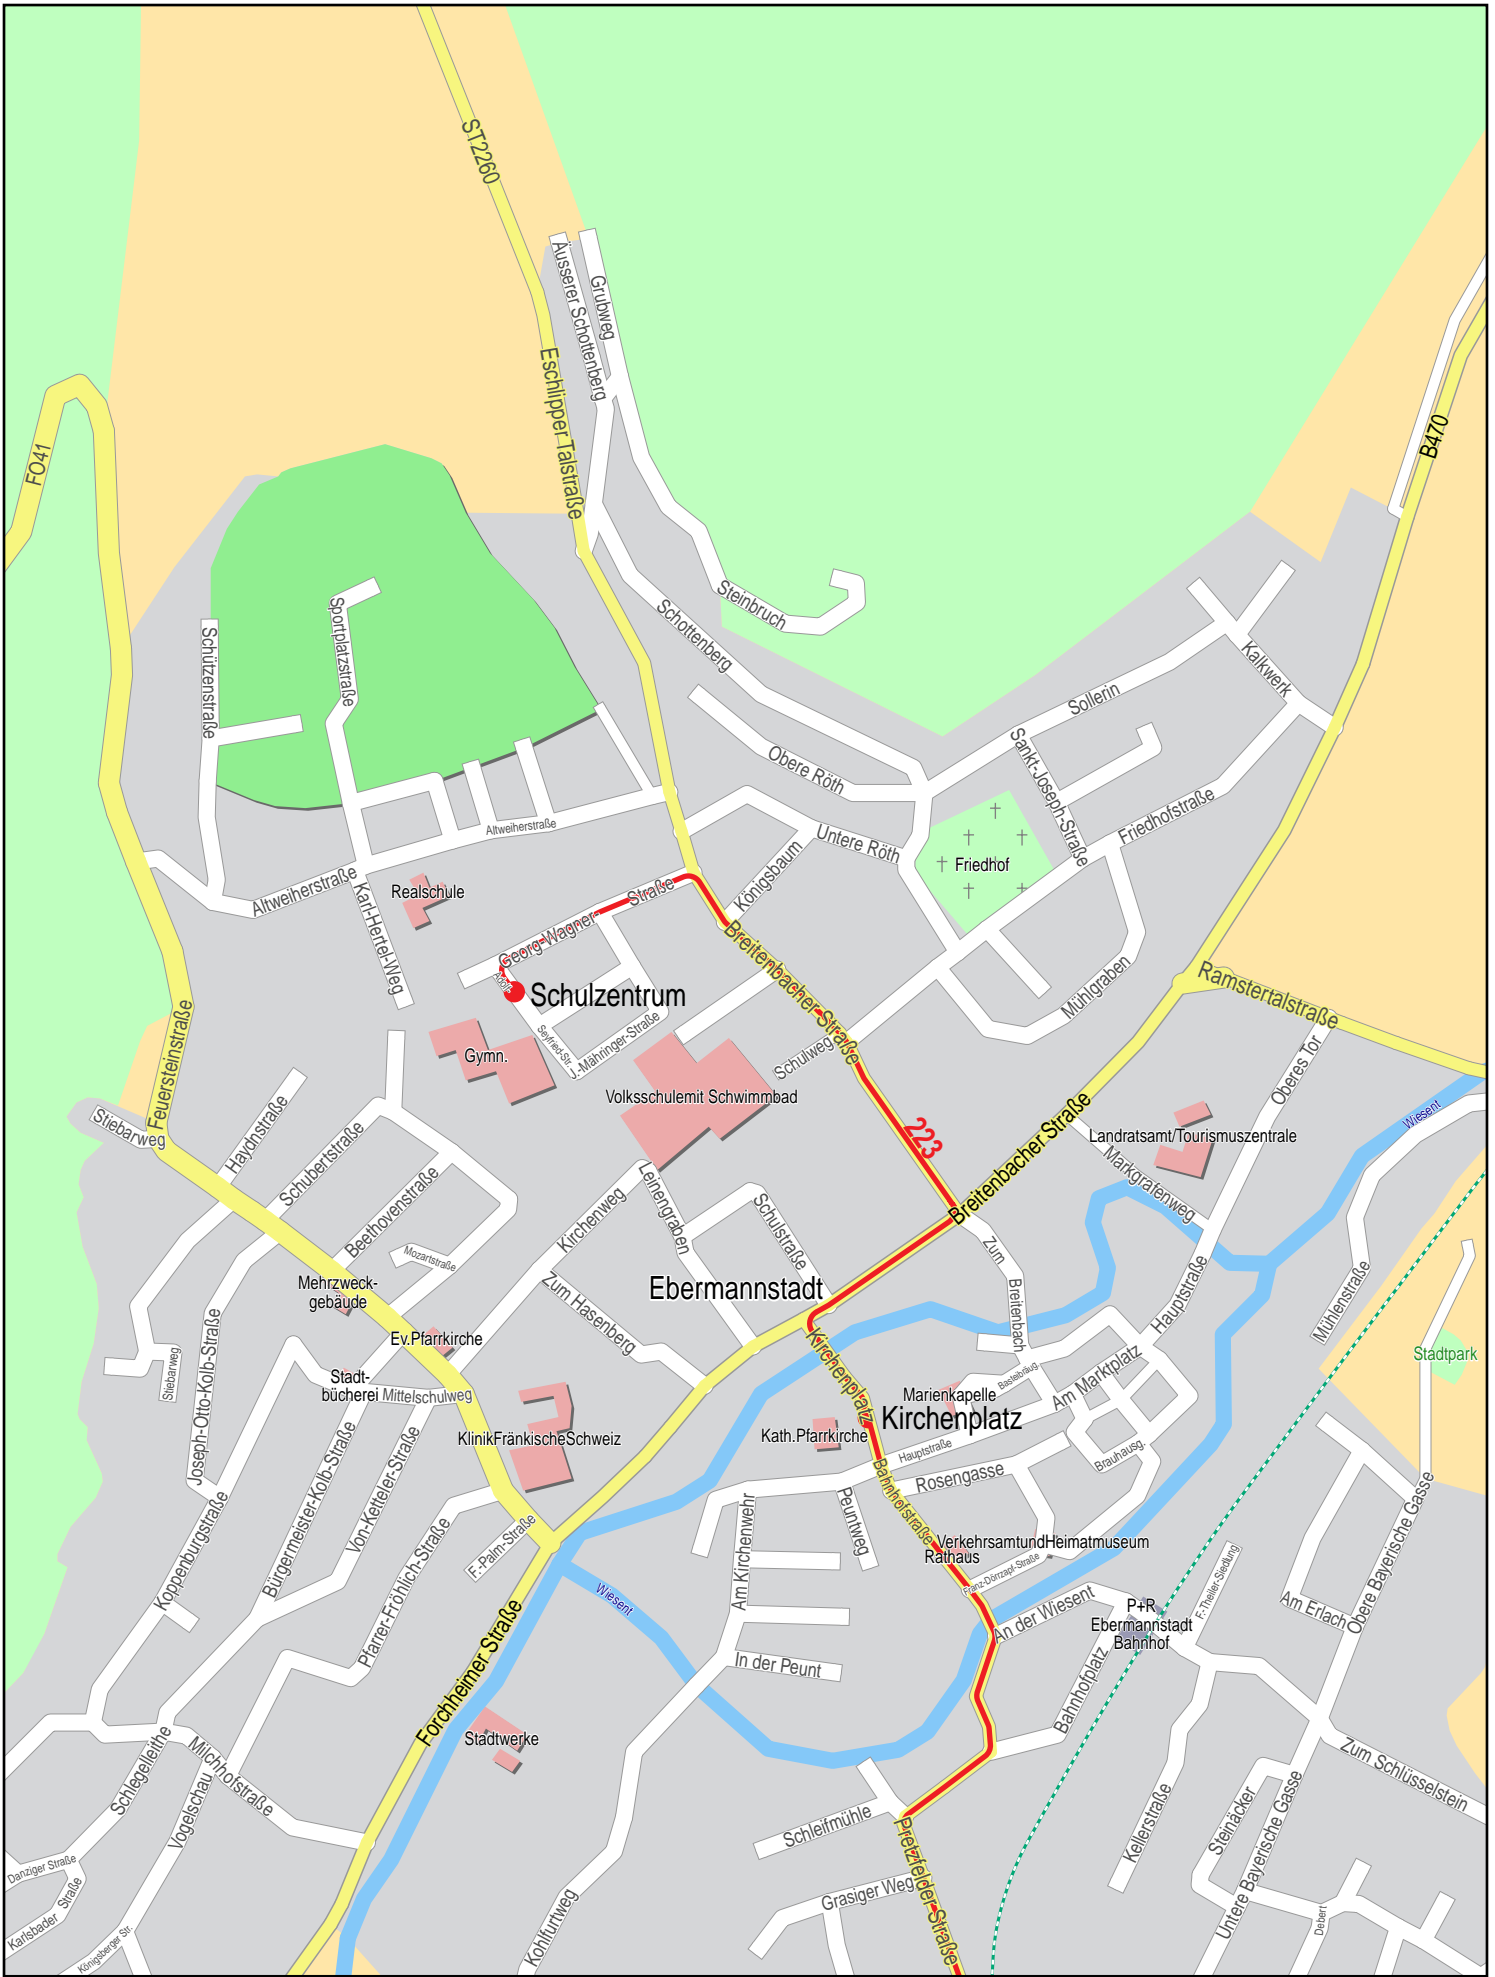 ST2260
Äusserer Schottenberg
Grubweg
Eschlipper Talstraße
B470
FO41
Steinbruch
Schottenberg
Sportplatzstraße
Schützenstraße
Kalkwerk
Sollerin
Sankt-Joseph-Straße
Obere Röth
Friedhofstraße
Altweiherstraße
Untere Röth
Königsbaum
Friedhof
Realschule
Altweiherstraße
Karl-Hertel-Weg
Georg-Wagner-
Straße
Breitenbacher Straße
Mühlgraben
Ramstertalstraße
Adolf-
Schulzentrum
Seyfried-Str.
J.-Mähringer-Straße
Gymn.
Schulweg
Volksschulemit Schwimmbad
Feuersteinstraße
Stiebarweg
Haydnstraße
Schubertstraße
Beethovenstraße
Mozartstraße
223
Oberes Tor
Wiesent
Landratsamt/Tourismuszentrale
Markgrafenweg
Breitenbacher Straße
Leinengraben
Kirchenweg
Schulstraße
Zum
Breitenbach
Zum Hasenberg
Ebermannstadt
Hauptstraße
Mühlenstraße
Mehrzweck-
gebäude
Ev.Pfarrkirche
Stadt-
bücherei
Mittelschulweg
Stiebarweg
Joseph-Otto-Kolb-Straße
Kirchenplatz
Stadtpark
Basteibräug.
Am Marktplatz
Marienkapelle
Kirchenplatz
KlinikFränkischeSchweiz
Kath.Pfarrkirche
Hauptstraße
Brauhausg.
Rosengasse
Bahnhofstraße
Peuntweg
Am Kirchenwehr
Koppenburgstraße
Bürgermeister-Kolb-Straße
Von-Ketteler-Straße
Pfarrer-Fröhlich-Straße
F.-Palm-Straße
VerkehrsamtundHeimatmuseum
Rathaus
Franz-Dörrzapf-Straße
F.-Theiler-Siedlung
Obere Bayerische Gasse
Am Erlach
Wiesent
An der Wiesent
P+R
Ebermannstadt
Bahnhof
Bahnhofplatz
In der Peunt
Forchheimer Straße
Stadtwerke
Schlegelleithe
Milchhofstraße
Vogelschau
Zum Schlüsselstein
Kellerstraße
Steinäcker
Untere Bayerische Gasse
Schleifmühle
Pretzfelder Straße
Grasiger Weg
Kohlfurtweg
Danziger Straße
Karlsbader
Straße
Königsberger Str.
Debert